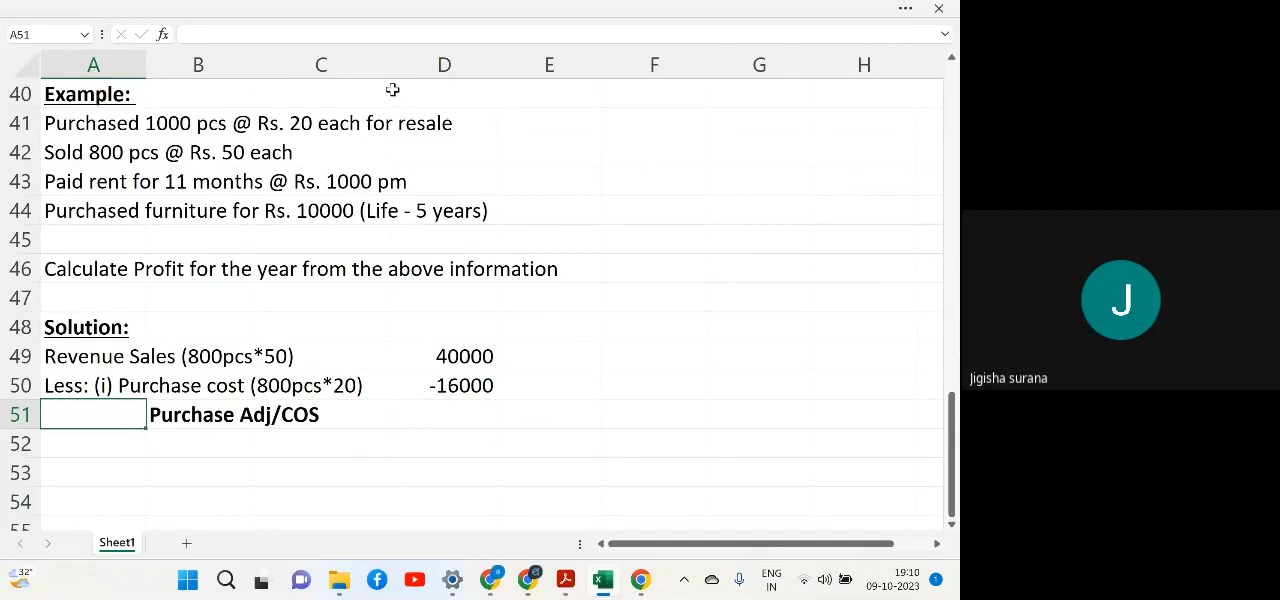 A51
fx
A B C D E F G H
40 Example:
41 Purchased 1000 pcs @ Rs. 20 each for resale
42 Sold 800 pcs @ Rs. 50 each
43 Paid rent for 11 months @ Rs. 1000 pm
44 Purchased furniture for Rs. 10000 (Life - 5 years)
45
46 Calculate Profit for the year from the above information
47
48 Solution:
49 Revenue Sales (800pcs*50) 40000
50 Less: (i) Purchase cost (800pcs*20) -16000
51 Purchase Adj/COS
52
53
54
55
Sheet1
J
Jigisha surana
32°
ENG
IN
19:10
09-10-2023
1